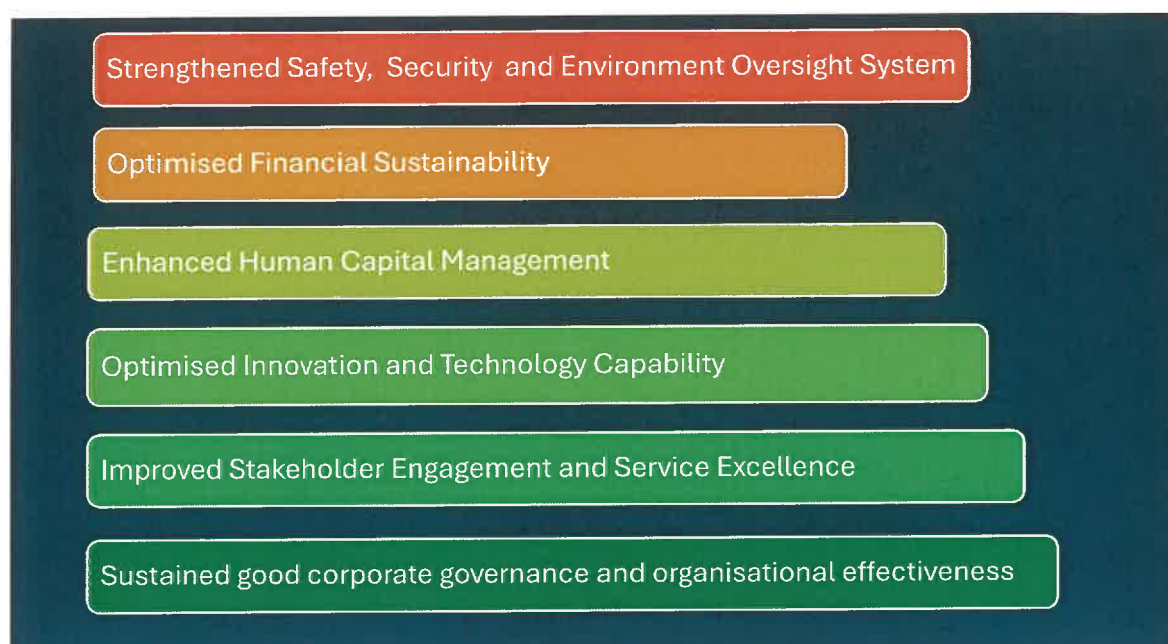 Strengthened Safety, Security and Environment Oversight System
Optimised Financial Sustainability
Enhanced Human Capital Management
Optimised Innovation and Technology Capability
Improved Stakeholder Engagement and Service Excellence
Sustained good corporate governance and organisational effectiveness